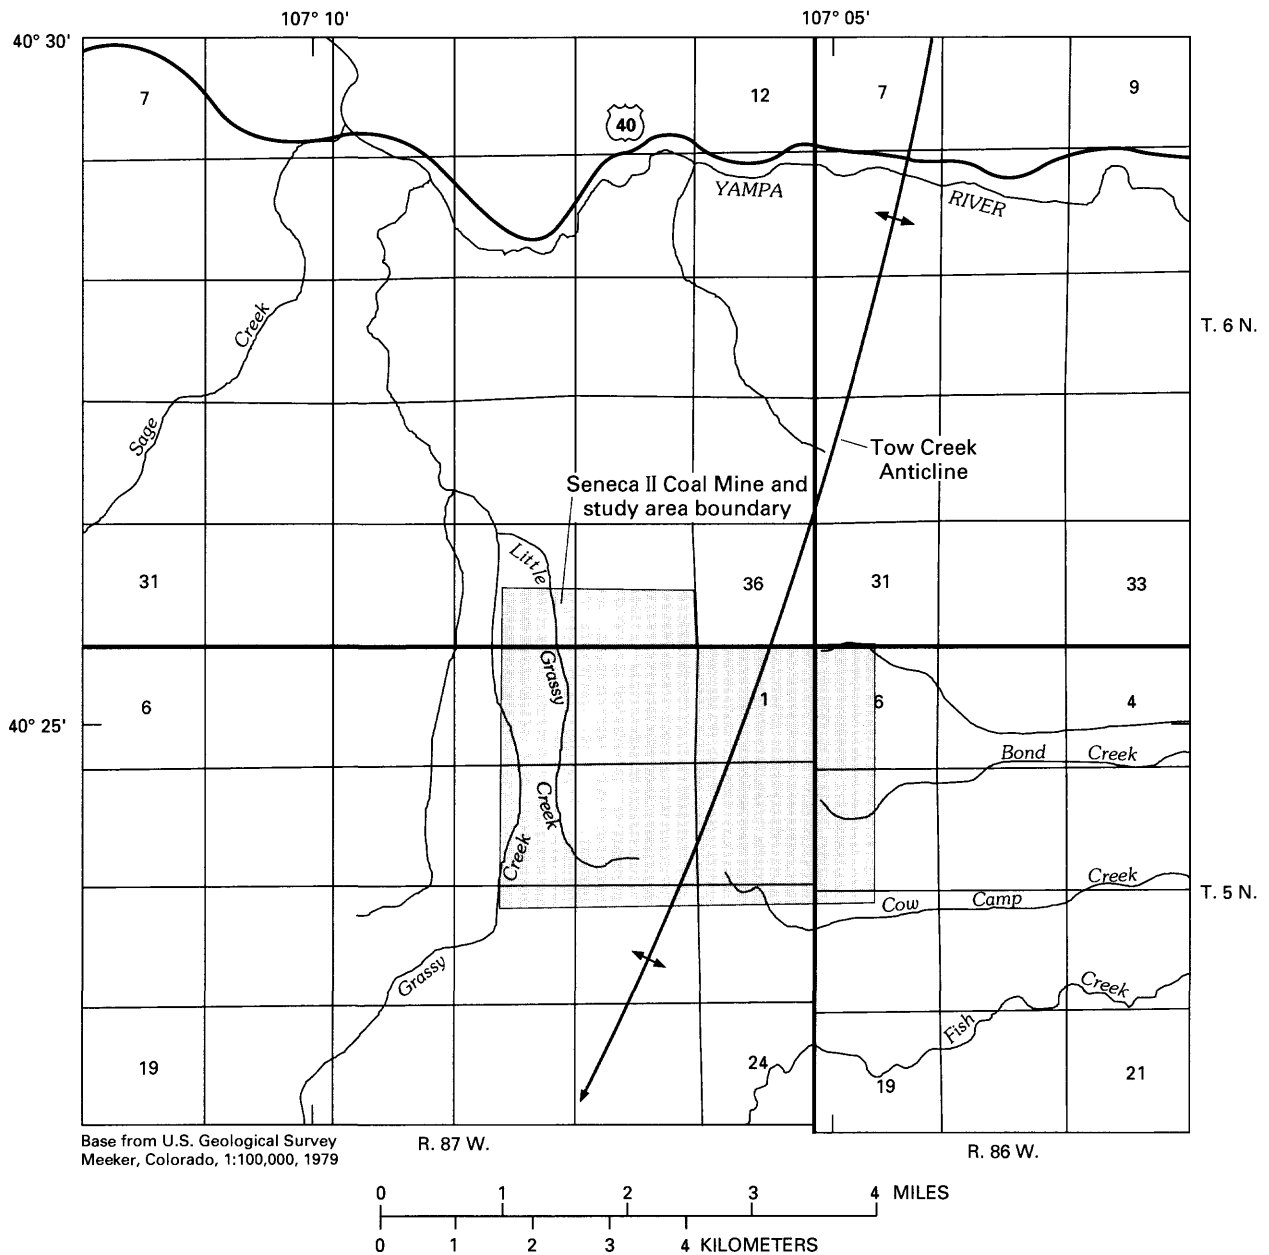 107° 10'
107° 05'
40° 30'
7
12
7
9
40
YAMPA
RIVER
Creek
T. 6 N.
Sage
Tow Creek
Anticline
Seneca II Coal Mine and
study area boundary
Little
31
36
31
33
Grassy
6
1
6
4
40° 25'
Bond Creek
Creek
Creek
Creek
T. 5 N.
Cow Camp
Grassy
Creek
Fish
19
24
19
21
Base from U.S. Geological Survey
Meeker, Colorado, 1:100,000, 1979
R. 87 W.
R. 86 W.
0 1 2 3 4 MILES
0 1 2 3 4 KILOMETERS